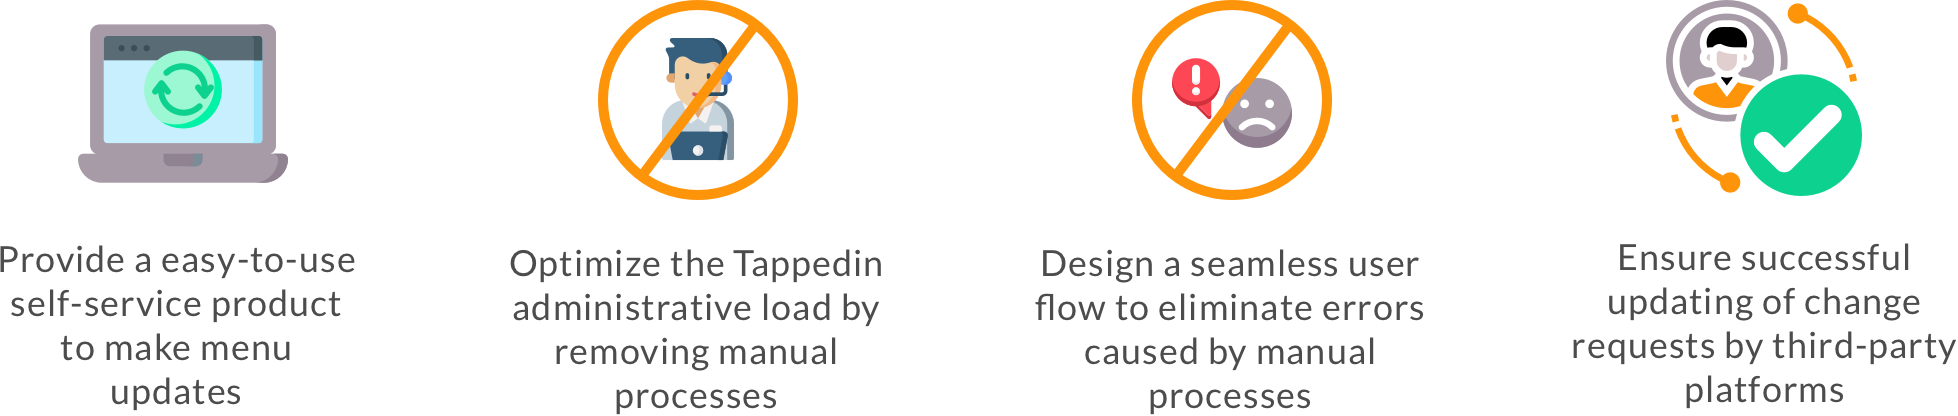 Provide a easy-to-use
self-service product
to make menu
updates
Optimize the Tappedin
administrative load by
removing manual
processes
Design a seamless user
flow to eliminate errors
caused by manual
processes
Ensure successful
updating of change
requests by third-party
platforms